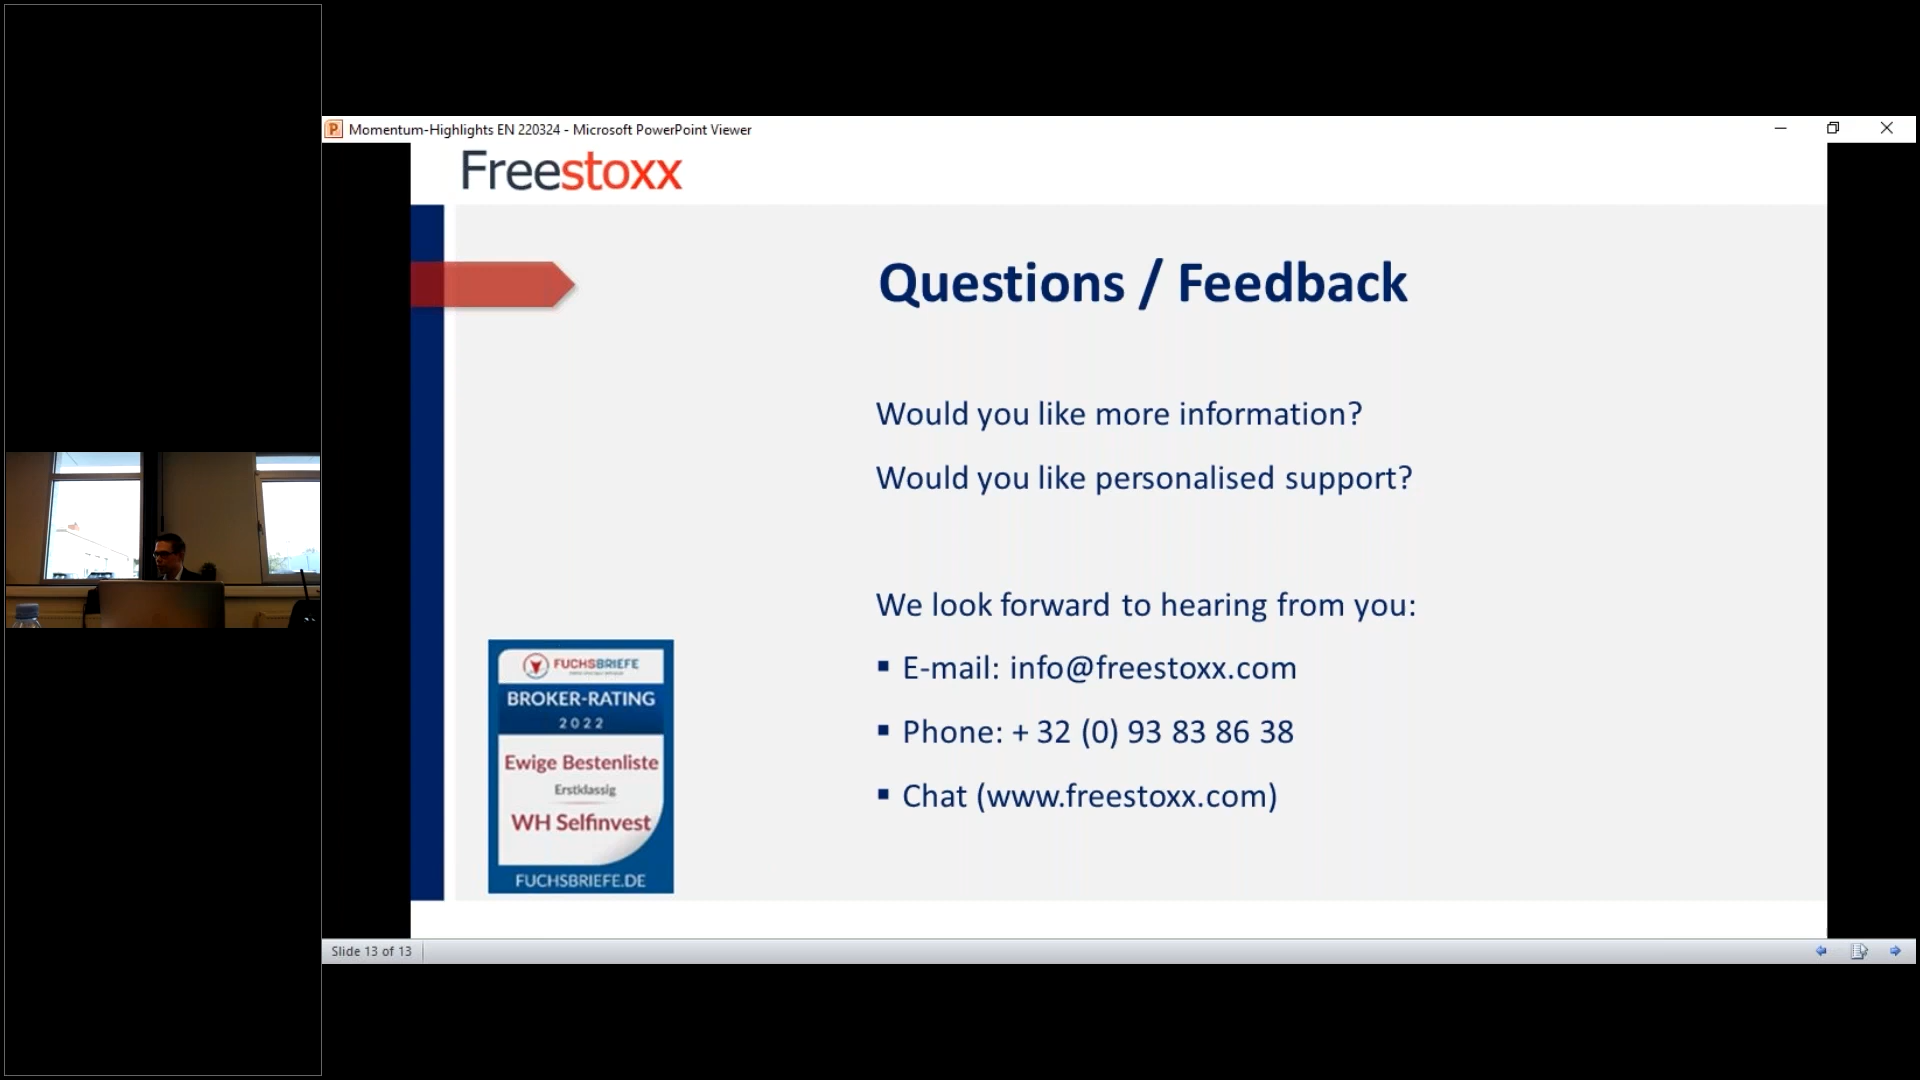 Momentum-Highlights EN 220324 - Microsoft PowerPoint Viewer
Freestoxx
Questions / Feedback
Would you like more information?
Would you like personalised support?
We look forward to hearing from you:
▪ E-mail: info@freestoxx.com
▪ Phone: + 32 (0) 93 83 86 38
▪ Chat (www.freestoxx.com)
FUCHSBRIEFE
BROKER-RATING
2022
Ewige Bestenliste
Erstklassig
WH Selfinvest
FUCHSBRIEFE.DE
Slide 13 of 13